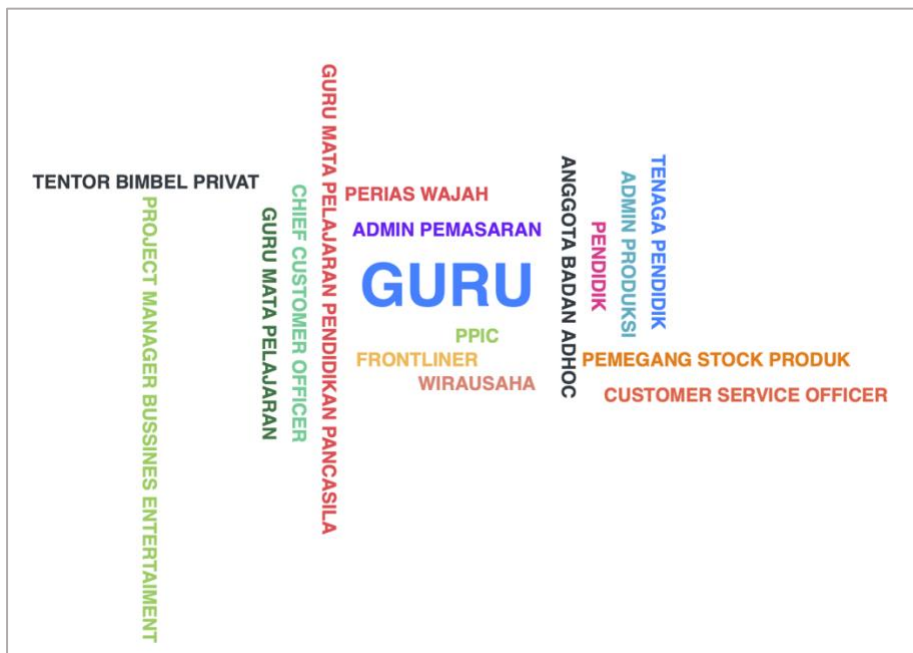 TENTOR BIMBEL PRIVAT
PROJECT MANAGER BUSSINES ENTERTAIMENT
GURU MATA PELAJARAN
CHIEF CUSTOMER OFFICER
GURU MATA PELAJARAN PENDIDIKAN PANCASILA
PERIAS WAJAH
ADMIN PEMASARAN
GURU
PPIC
FRONTLINER
WIRAUSAHA
ANGGOTA BADAN ADHOC
PENDIDIK
ADMIN PRODUKSI
TENAGA PENDIDIK
PEMEGANG STOCK PRODUK
CUSTOMER SERVICE OFFICER